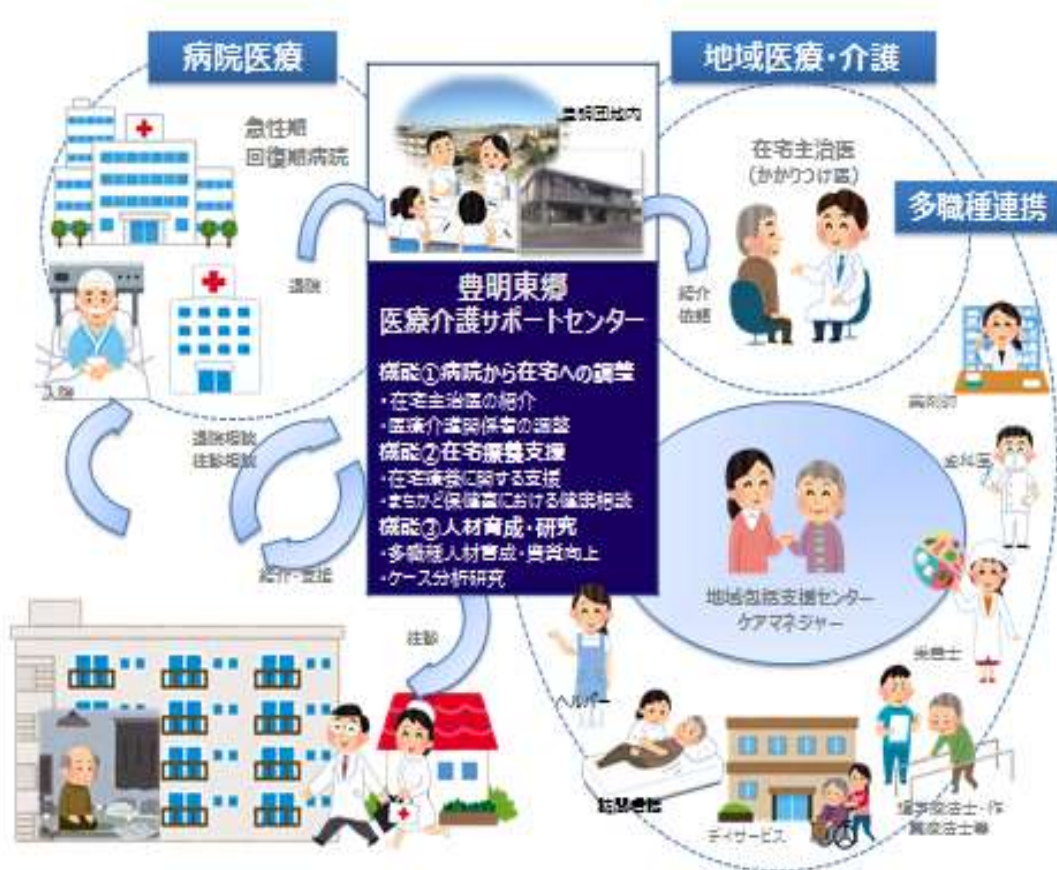 病院医療
地域医療・介護
急性期
回復期病院
豊明団地内
在宅主治医
(かかりつけ医)
多職種連携
退院
紹介
依頼
豊明東郷
医療介護サポートセンター
機能①病院から在宅への調整
・在宅主治医の紹介
・医療介護関係者の調整
機能②在宅療養支援
・在宅療養に関する支援
・まちかど保健室における健康相談
機能③人材育成・研究
・多職種人材育成・資質向上
・ケース分析研究
入院
退院相談
往診相談
紹介・支援
薬剤師
歯科医
地域包括支援センター
ケアマネジャー
栄養士
往診
ヘルパー
訪問看護
デイサービス
理学療法士・作
業療法士等